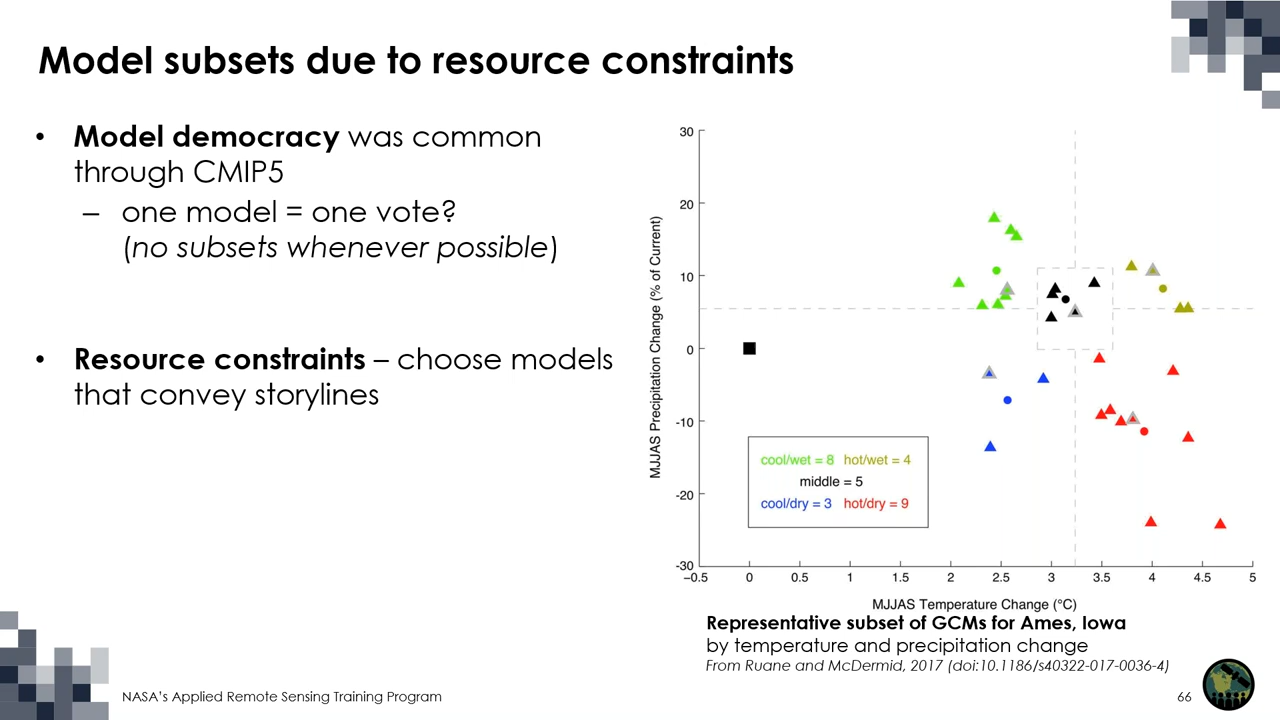 Model subsets due to resource constraints
• Model democracy was common
through CMIP5
– one model = one vote?
(no subsets whenever possible)
• Resource constraints – choose models
that convey storylines
MJJAS Precipitation Change (% of Current)
30
20
10
0
-10
-20
-30
cool/wet = 8 hot/wet = 4
middle = 5
cool/dry = 3 hot/dry = 9
−0.5 0 0.5 1 1.5 2 2.5 3 3.5 4 4.5 5
MJJAS Temperature Change (°C)
Representative subset of GCMs for Ames, Iowa
by temperature and precipitation change
From Ruane and McDermid, 2017 (doi:10.1186/s40322-017-0036-4)
NASA's Applied Remote Sensing Training Program
66